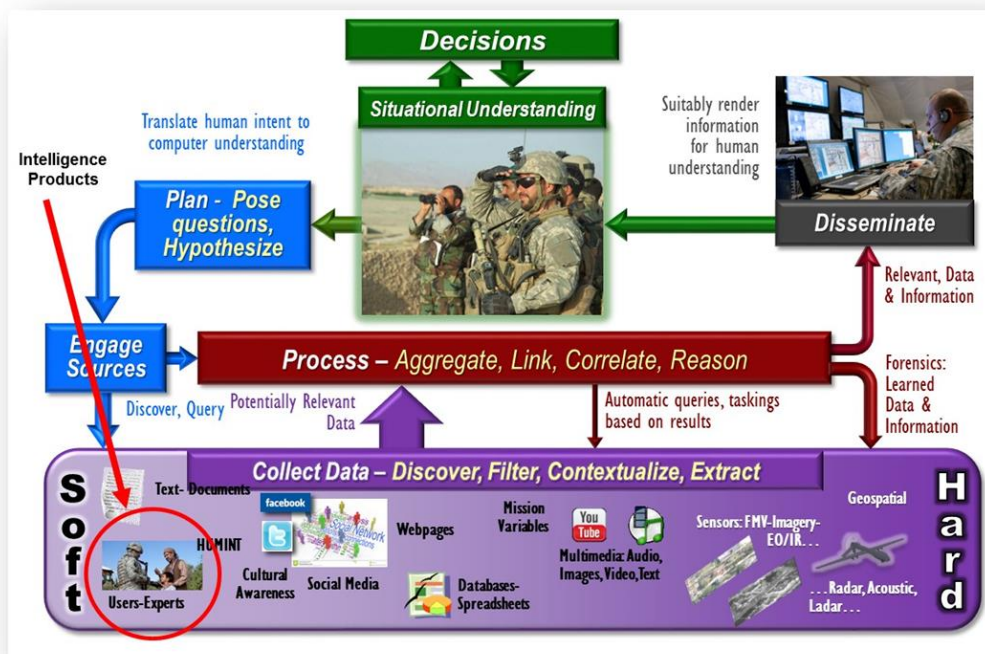 Decisions
Situational Understanding
Translate human intent to
computer understanding
Suitably render
information
for human
understanding
Intelligence
Products
Plan - Pose
questions,
Hypothesize
Disseminate
Relevant, Data
& Information
Engage
Sources
Process – Aggregate, Link, Correlate, Reason
Discover, Query
Potentially Relevant
Data
Automatic queries, taskings
based on results
Forensics:
Learned
Data &
Information
Collect Data – Discover, Filter, Contextualize, Extract
Soft
Hard
Text- Documents
facebook
HUMINT
Users-Experts
Cultural
Awareness
Social
Network
Social Media
Webpages
Databases-
Spreadsheets
Mission
Variables
You
Tube
Multimedia: Audio,
Images, Video, Text
Geospatial
Sensors: FMV-Imagery-
EO/IR…
…Radar, Acoustic,
Ladar…